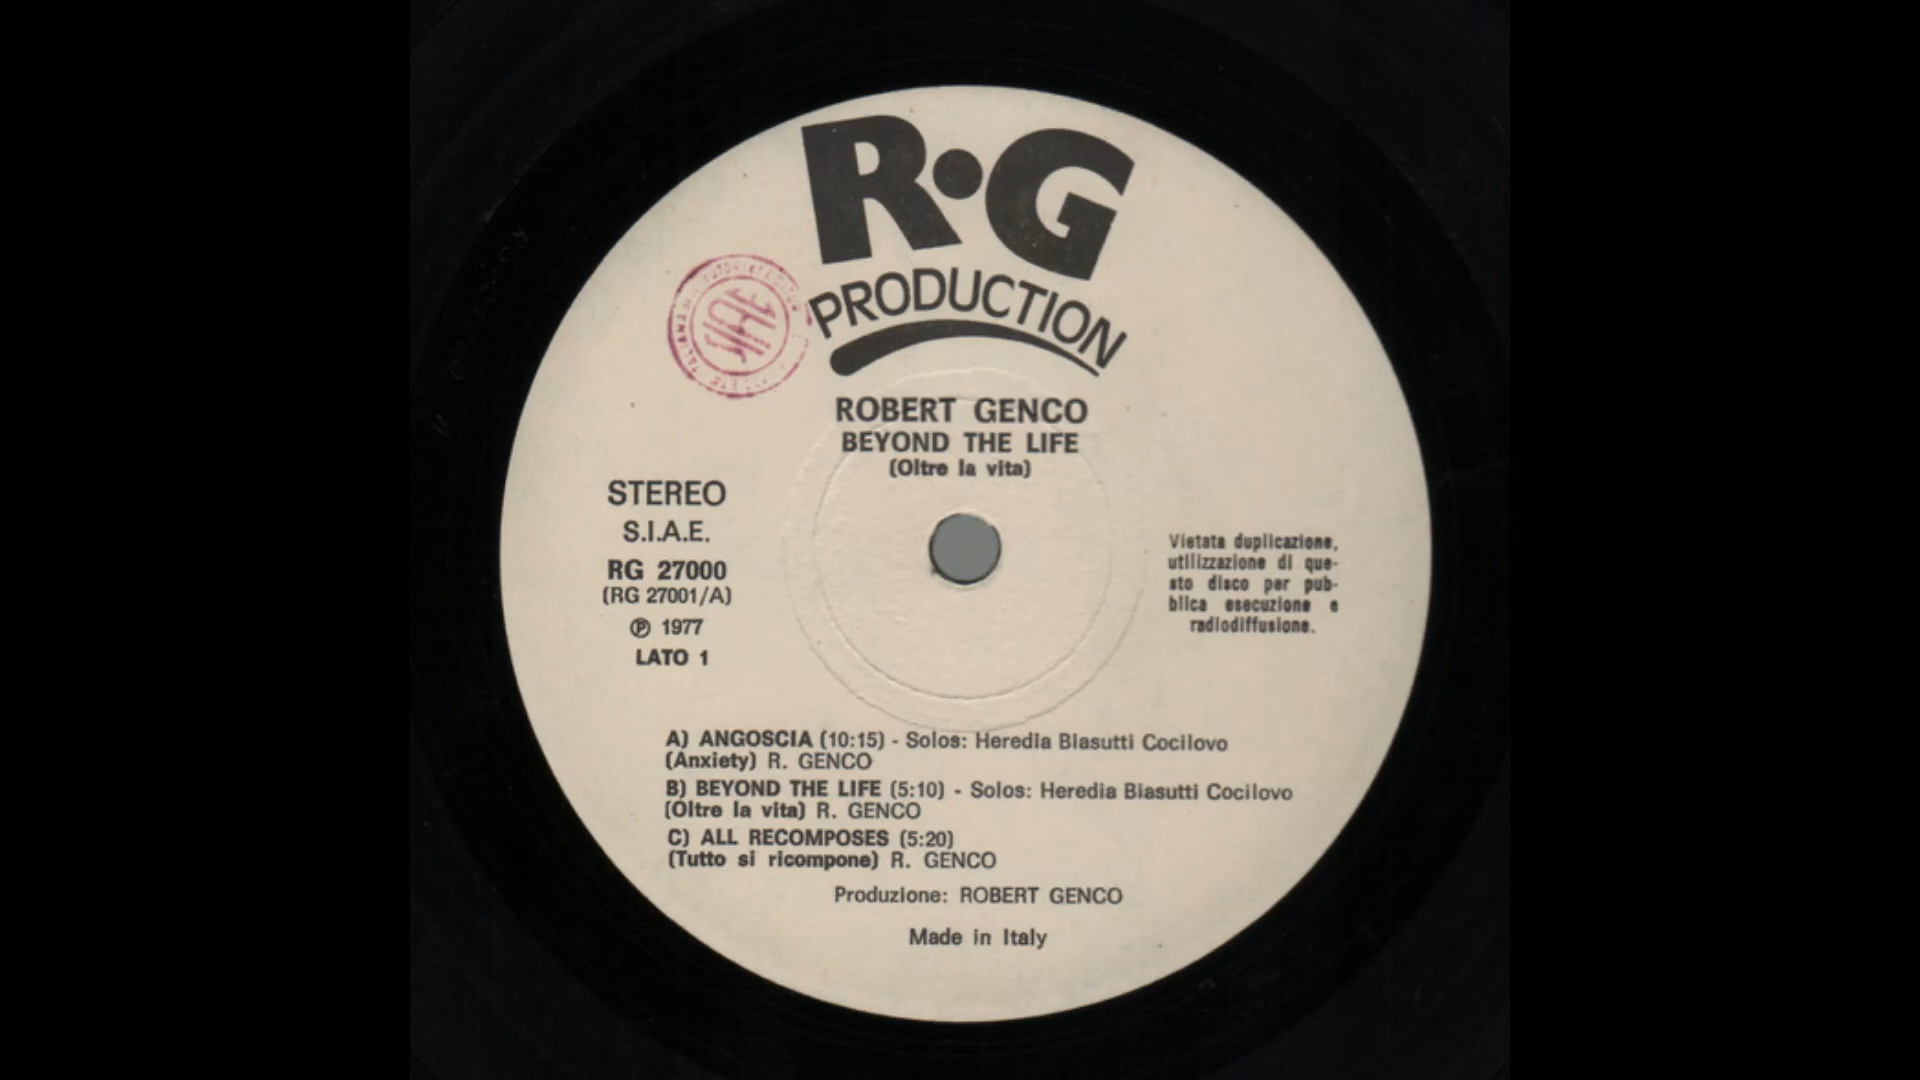 R•G
PRODUCTION
ROBERT GENCO
BEYOND THE LIFE
(Oltre la vita)
STEREO
S.I.A.E.
RG 27000
(RG 27001/A)
℗ 1977
LATO 1
Vietata duplicazione,
utilizzazione di que-
sto disco per pub-
blica esecuzione e
radiodiffusione.
A) ANGOSCIA (10:15) - Solos: Heredia Biasutti Cocilovo
(Anxiety) R. GENCO
B) BEYOND THE LIFE (5:10) - Solos: Heredia Biasutti Cocilovo
(Oltre la vita) R. GENCO
C) ALL RECOMPOSES (5:20)
(Tutto si ricompone) R. GENCO
Produzione: ROBERT GENCO
Made in Italy